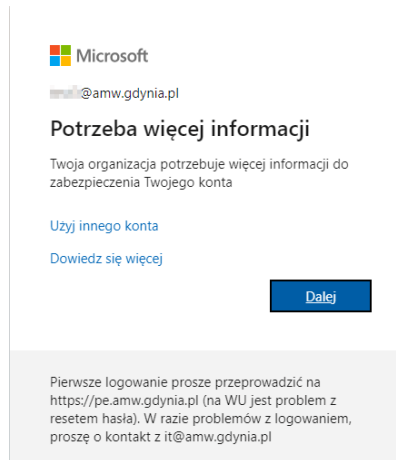 Microsoft
@amw.gdynia.pl
Potrzeba więcej informacji
Twoja organizacja potrzebuje więcej informacji do
zabezpieczenia Twojego konta
Użyj innego konta
Dowiedz się więcej
Dalej
Pierwsze logowanie prosze przeprowadzić na
https://pe.amw.gdynia.pl (na WU jest problem z
resetem hasła). W razie problemów z logowaniem,
proszę o kontakt z it@amw.gdynia.pl